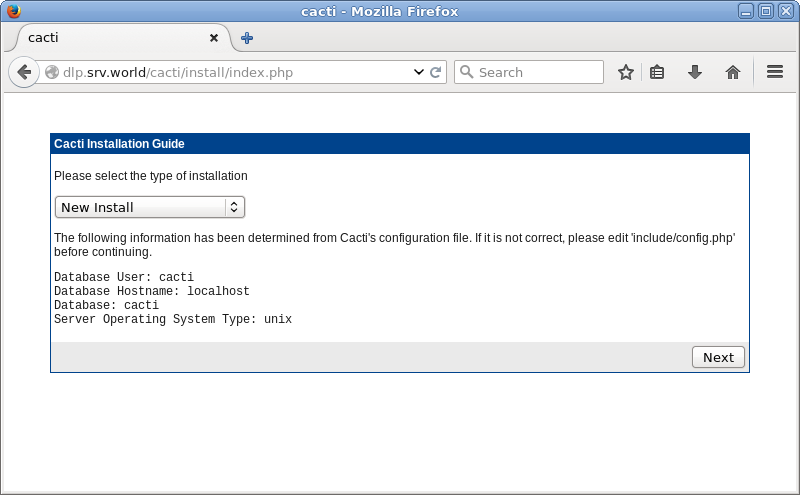 cacti - Mozilla Firefox
cacti
dlp.srv.world/cacti/install/index.php
Search
Cacti Installation Guide
Please select the type of installation
New Install
The following information has been determined from Cacti's configuration file. If it is not correct, please edit 'include/config.php'
before continuing.
Database User: cacti
Database Hostname: localhost
Database: cacti
Server Operating System Type: unix
Next